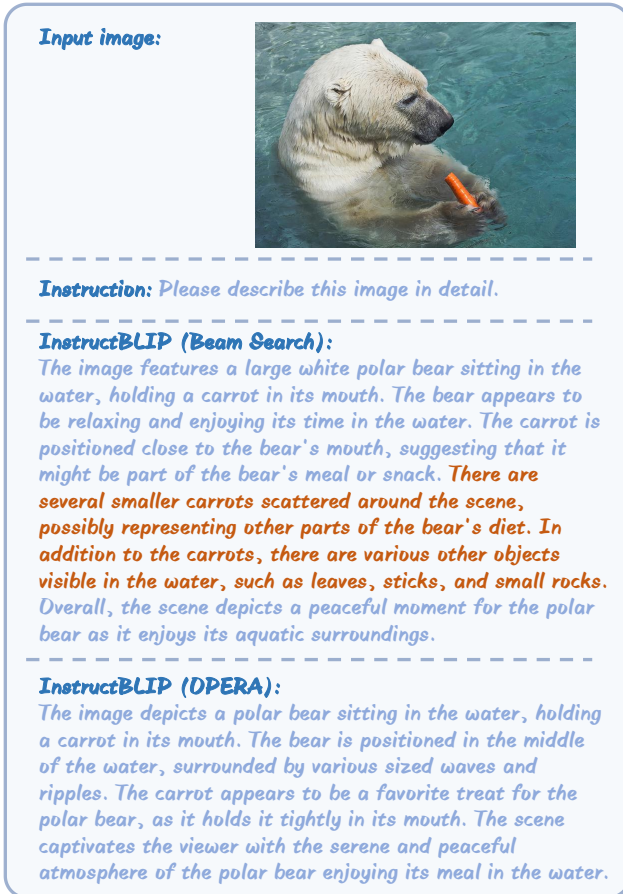 Input image:
Instruction: Please describe this image in detail.
InstructBLIP (Beam Search):
The image features a large white polar bear sitting in the
water, holding a carrot in its mouth. The bear appears to
be relaxing and enjoying its time in the water. The carrot is
positioned close to the bear's mouth, suggesting that it
might be part of the bear's meal or snack. There are
several smaller carrots scattered around the scene,
possibly representing other parts of the bear's diet. In
addition to the carrots, there are various other objects
visible in the water, such as leaves, sticks, and small rocks.
Overall, the scene depicts a peaceful moment for the polar
bear as it enjoys its aquatic surroundings.
InstructBLIP (OPERA):
The image depicts a polar bear sitting in the water, holding
a carrot in its mouth. The bear is positioned in the middle
of the water, surrounded by various sized waves and
ripples. The carrot appears to be a favorite treat for the
polar bear, as it holds it tightly in its mouth. The scene
captivates the viewer with the serene and peaceful
atmosphere of the polar bear enjoying its meal in the water.